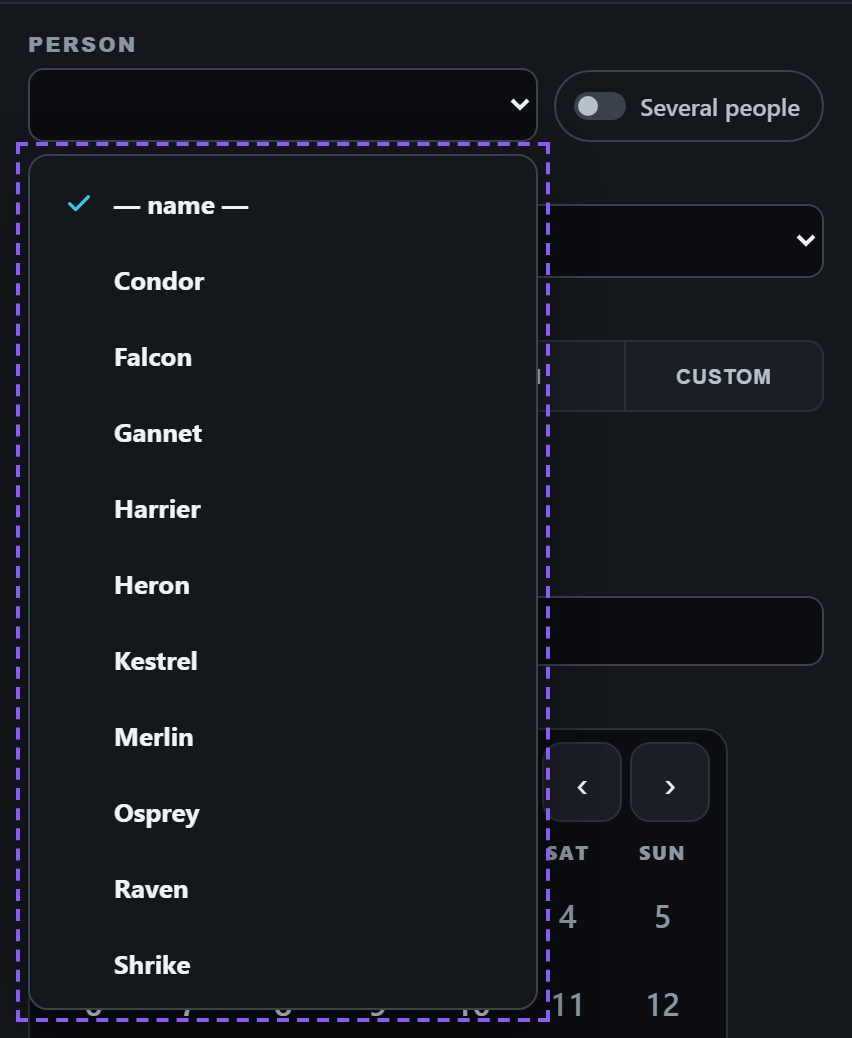 PERSON
Several people
— name —
Condor
Falcon
Gannet
CUSTOM
Harrier
Heron
Kestrel
Merlin
Osprey
‹ ›
SAT SUN
Raven
4 5
Shrike
11 12